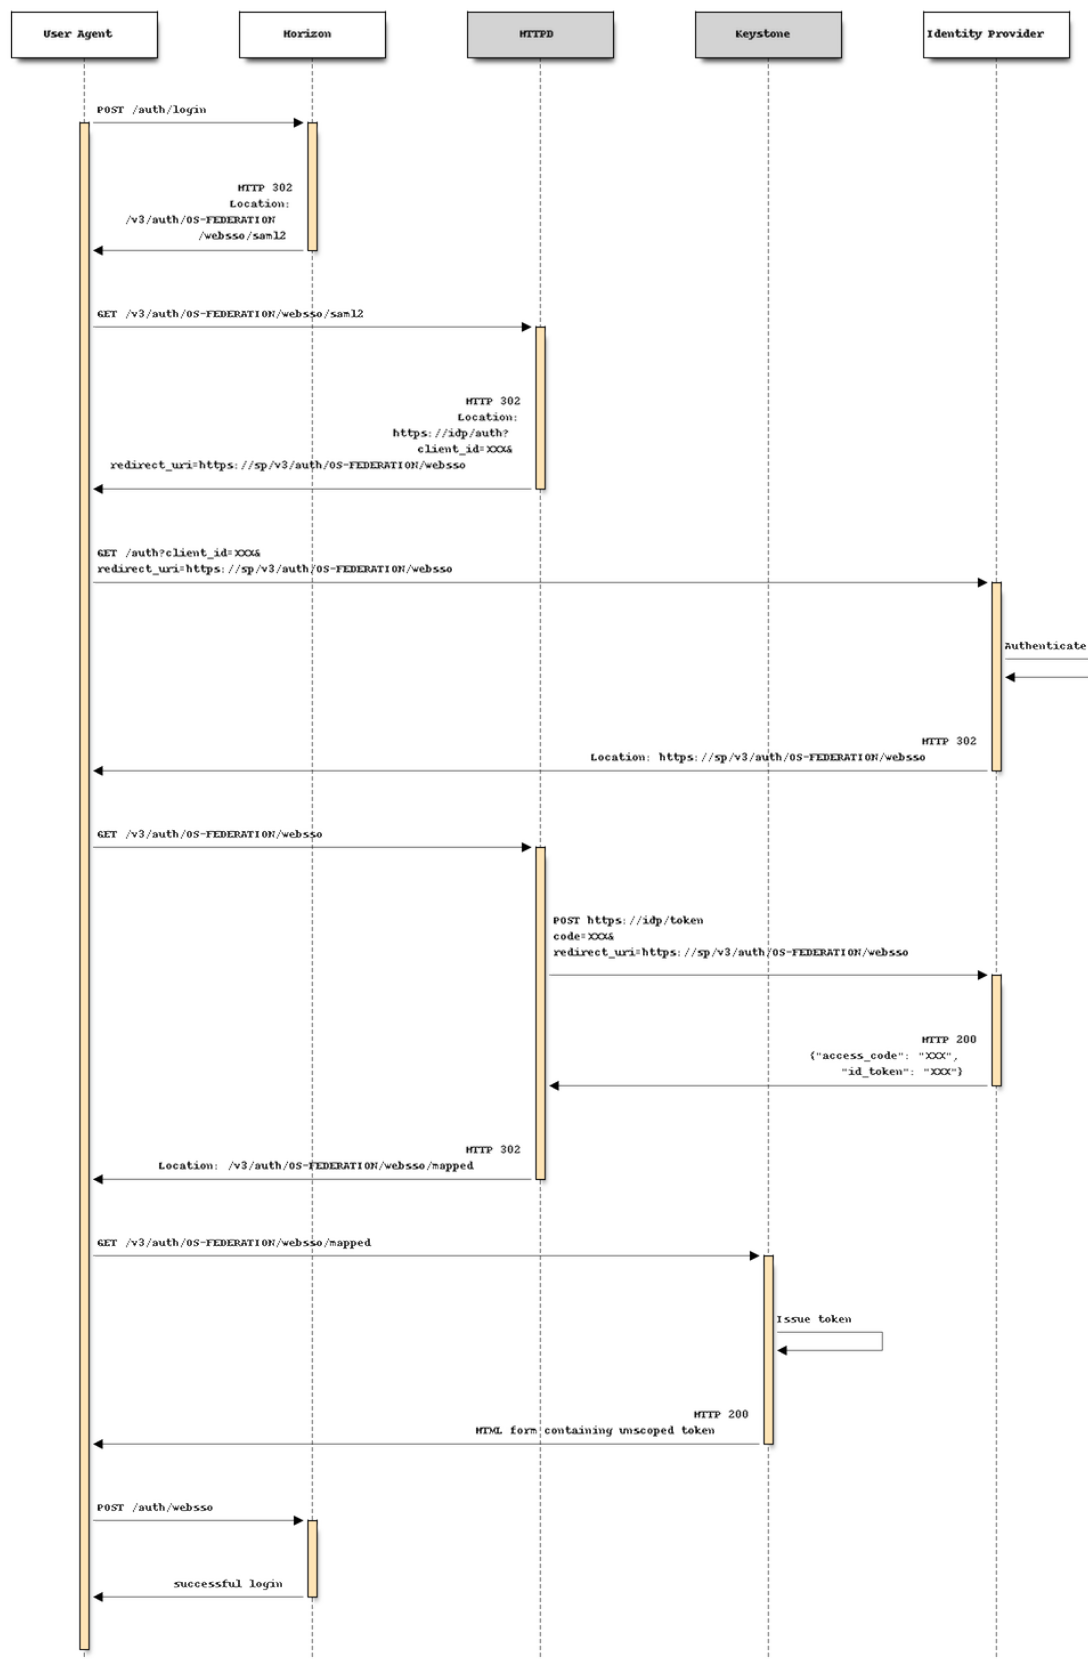 User Agent
Horizon
HTTPD
Keystone
Identity Provider
POST /auth/login
HTTP 302
Location:
/v3/auth/OS-FEDERATION
/websso/saml2
GET /v3/auth/OS-FEDERATION/websso/saml2
HTTP 302
Location:
https://idp/auth?
client_id=XXX&
redirect_uri=https://sp/v3/auth/OS-FEDERATION/websso
GET /auth?client_id=XXX&
redirect_uri=https://sp/v3/auth/OS-FEDERATION/websso
Authenticate
HTTP 302
Location: https://sp/v3/auth/OS-FEDERATION/websso
GET /v3/auth/OS-FEDERATION/websso
POST https://idp/token
code=XXX&
redirect_uri=https://sp/v3/auth/OS-FEDERATION/websso
HTTP 200
{"access_code": "XXX",
"id_token": "XXX"}
HTTP 302
Location: /v3/auth/OS-FEDERATION/websso/mapped
GET /v3/auth/OS-FEDERATION/websso/mapped
Issue token
HTTP 200
HTML form containing unscoped token
POST /auth/websso
successful login